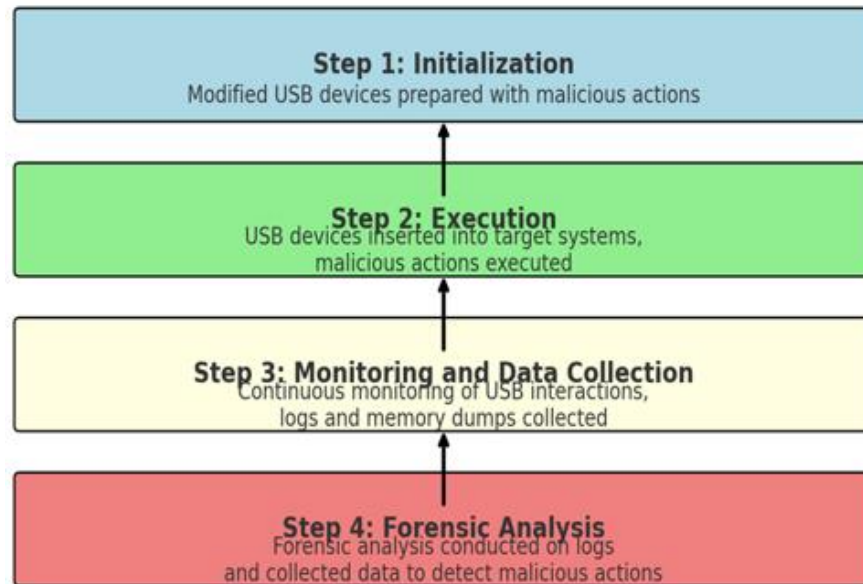 Step 1: Initialization
Modified USB devices prepared with malicious actions
Step 2: Execution
USB devices inserted into target systems,
malicious actions executed
Step 3: Monitoring and Data Collection
Continuous monitoring of USB interactions,
logs and memory dumps collected
Step 4: Forensic Analysis
Forensic analysis conducted on logs
and collected data to detect malicious actions